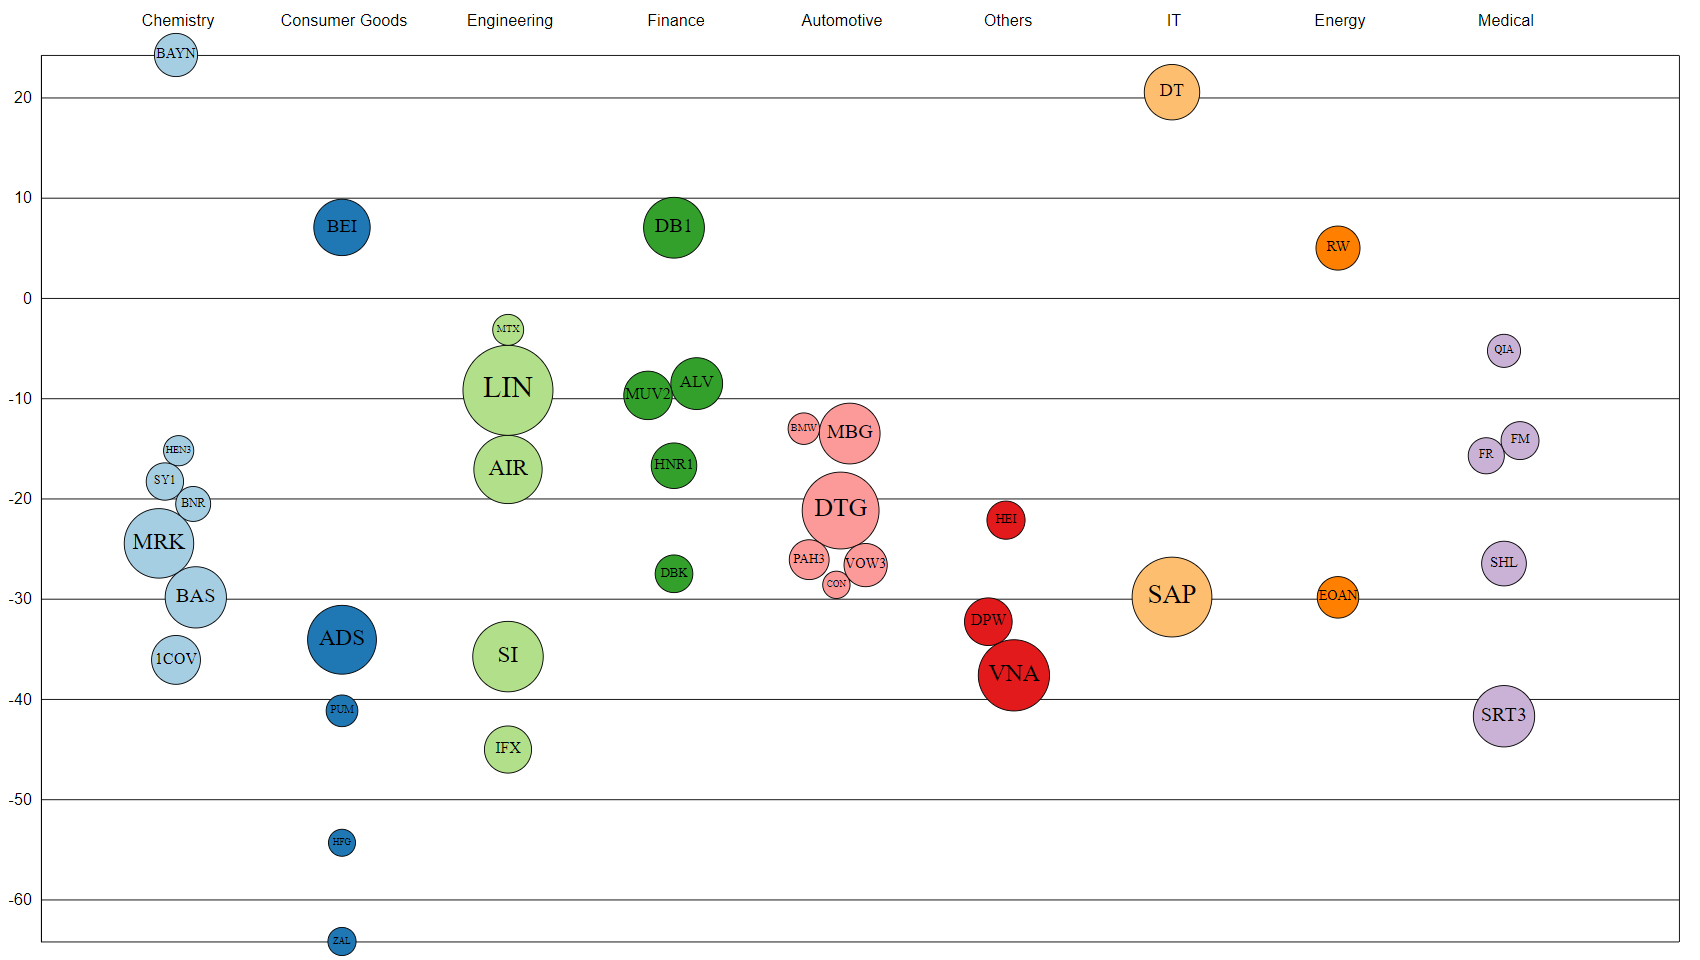 Chemistry Consumer Goods Engineering Finance Automotive Others IT Energy Medical
BAYN
DT
20
10
BEI DB1
RW
0
MTX
QIA
ALV
LIN
MUV2
-10
BMW MBG
FM
HEN3
FR
HNR1
AIR
SY1
-20
BNR
DTG
HEI
MRK
PAH3 VOW3
SHL
DBK
CON
BAS SAP EOAN
-30
DPW
ADS
SI
1COV
VNA
-40
PUM
SRT3
IFX
-50
HFG
-60
ZAL